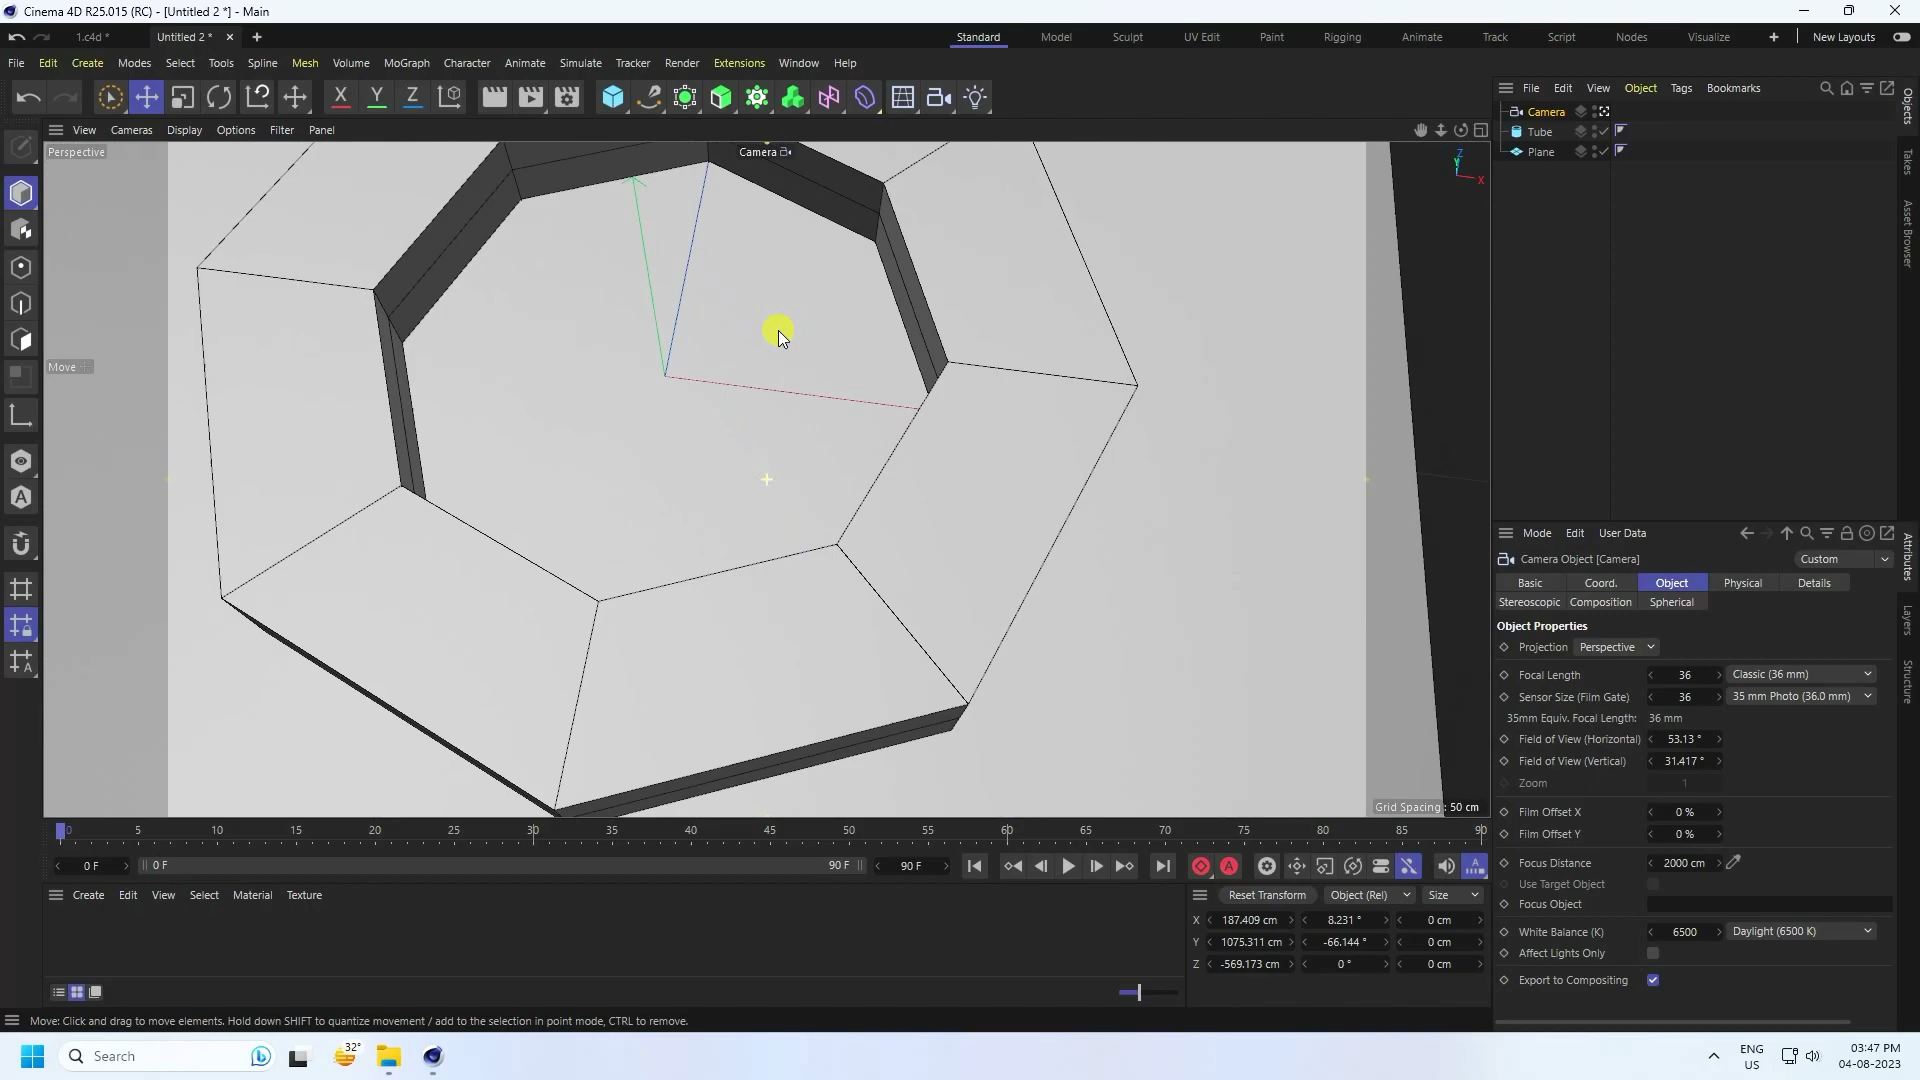 Cinema 4D R25.015 (RC) - [Untitled 2 *] - Main
1.c4d * Untitled 2 * Standard Model Sculpt UV Edit Paint Rigging Animate Track Script Nodes Visualize New Layouts
File Edit Create Modes Select Tools Spline Mesh Volume MoGraph Character Animate Simulate Tracker Render Extensions Window Help
X Y Z
File Edit View Object Tags Bookmarks
View Cameras Display Options Filter Panel
Camera
Tube
Plane
Perspective
Camera
Z
Y
X
Move
Grid Spacing : 50 cm
Objects
Takes
Asset Browser
Attributes
Layers
Structure
Mode Edit User Data
Camera Object [Camera] Custom
Basic Coord. Object Physical Details
Stereoscopic Composition Spherical
Object Properties
Projection Perspective
Focal Length 36 Classic (36 mm)
Sensor Size (Film Gate) 36 35 mm Photo (36.0 mm)
35mm Equiv. Focal Length: 36 mm
Field of View (Horizontal) 53.13 °
Field of View (Vertical) 31.417 °
Zoom 1
Film Offset X 0 %
Film Offset Y 0 %
Focus Distance 2000 cm
Use Target Object
Focus Object
White Balance (K) 6500 Daylight (6500 K)
Affect Lights Only
Export to Compositing
0 5 10 15 20 25 30 35 40 45 50 55 60 65 70 75 80 85 90
0 F 0 F 90 F 90 F
Create Edit View Select Material Texture
Reset Transform Object (Rel) Size
X 187.409 cm 8.231 ° 0 cm
Y 1075.311 cm -66.144 ° 0 cm
Z -569.173 cm 0 ° 0 cm
Move: Click and drag to move elements. Hold down SHIFT to quantize movement / add to the selection in point mode, CTRL to remove.
Search
32°
ENG
US
03:47 PM
04-08-2023